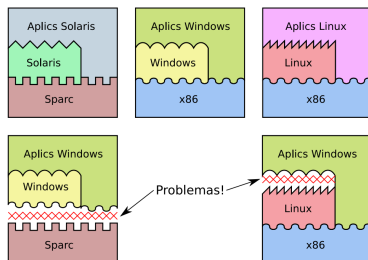 Aplics Solaris
Solaris
Sparc
Aplics Windows
Windows
x86
Aplics Linux
Linux
x86
Aplics Windows
Windows
Sparc
Problemas!
Aplics Windows
Linux
x86